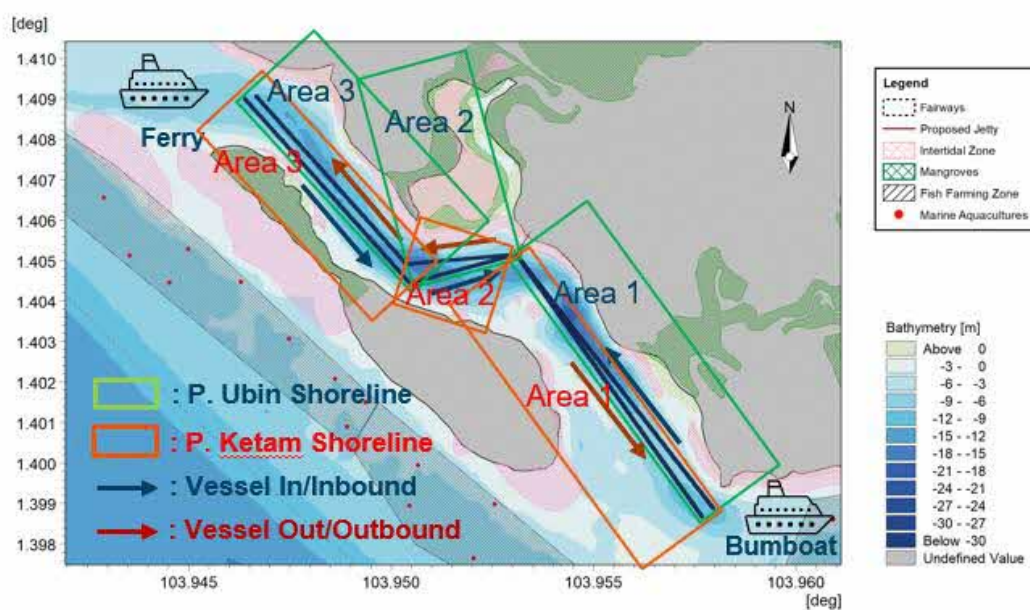 [deg]
1.410
1.409
1.408
1.407
1.406
1.405
1.404
1.403
1.402
1.401
1.400
1.399
1.398
103.945
103.950
103.955
103.960
[deg]
Ferry
Area 3
Area 2
Area 3
Area 2
Area 1
Area 1
N
Bumboat
: P. Ubin Shoreline
: P. Ketam Shoreline
: Vessel In/Inbound
: Vessel Out/Outbound
Legend
Fairways
Proposed Jetty
Intertidal Zone
Mangroves
Fish Farming Zone
Marine Aquacultures
Bathymetry [m]
Above 0
-3 - 0
-6 - -3
-9 - -6
-12 - -9
-15 - -12
-18 - -15
-21 - -18
-24 - -21
-27 - -24
-30 - -27
Below -30
Undefined Value